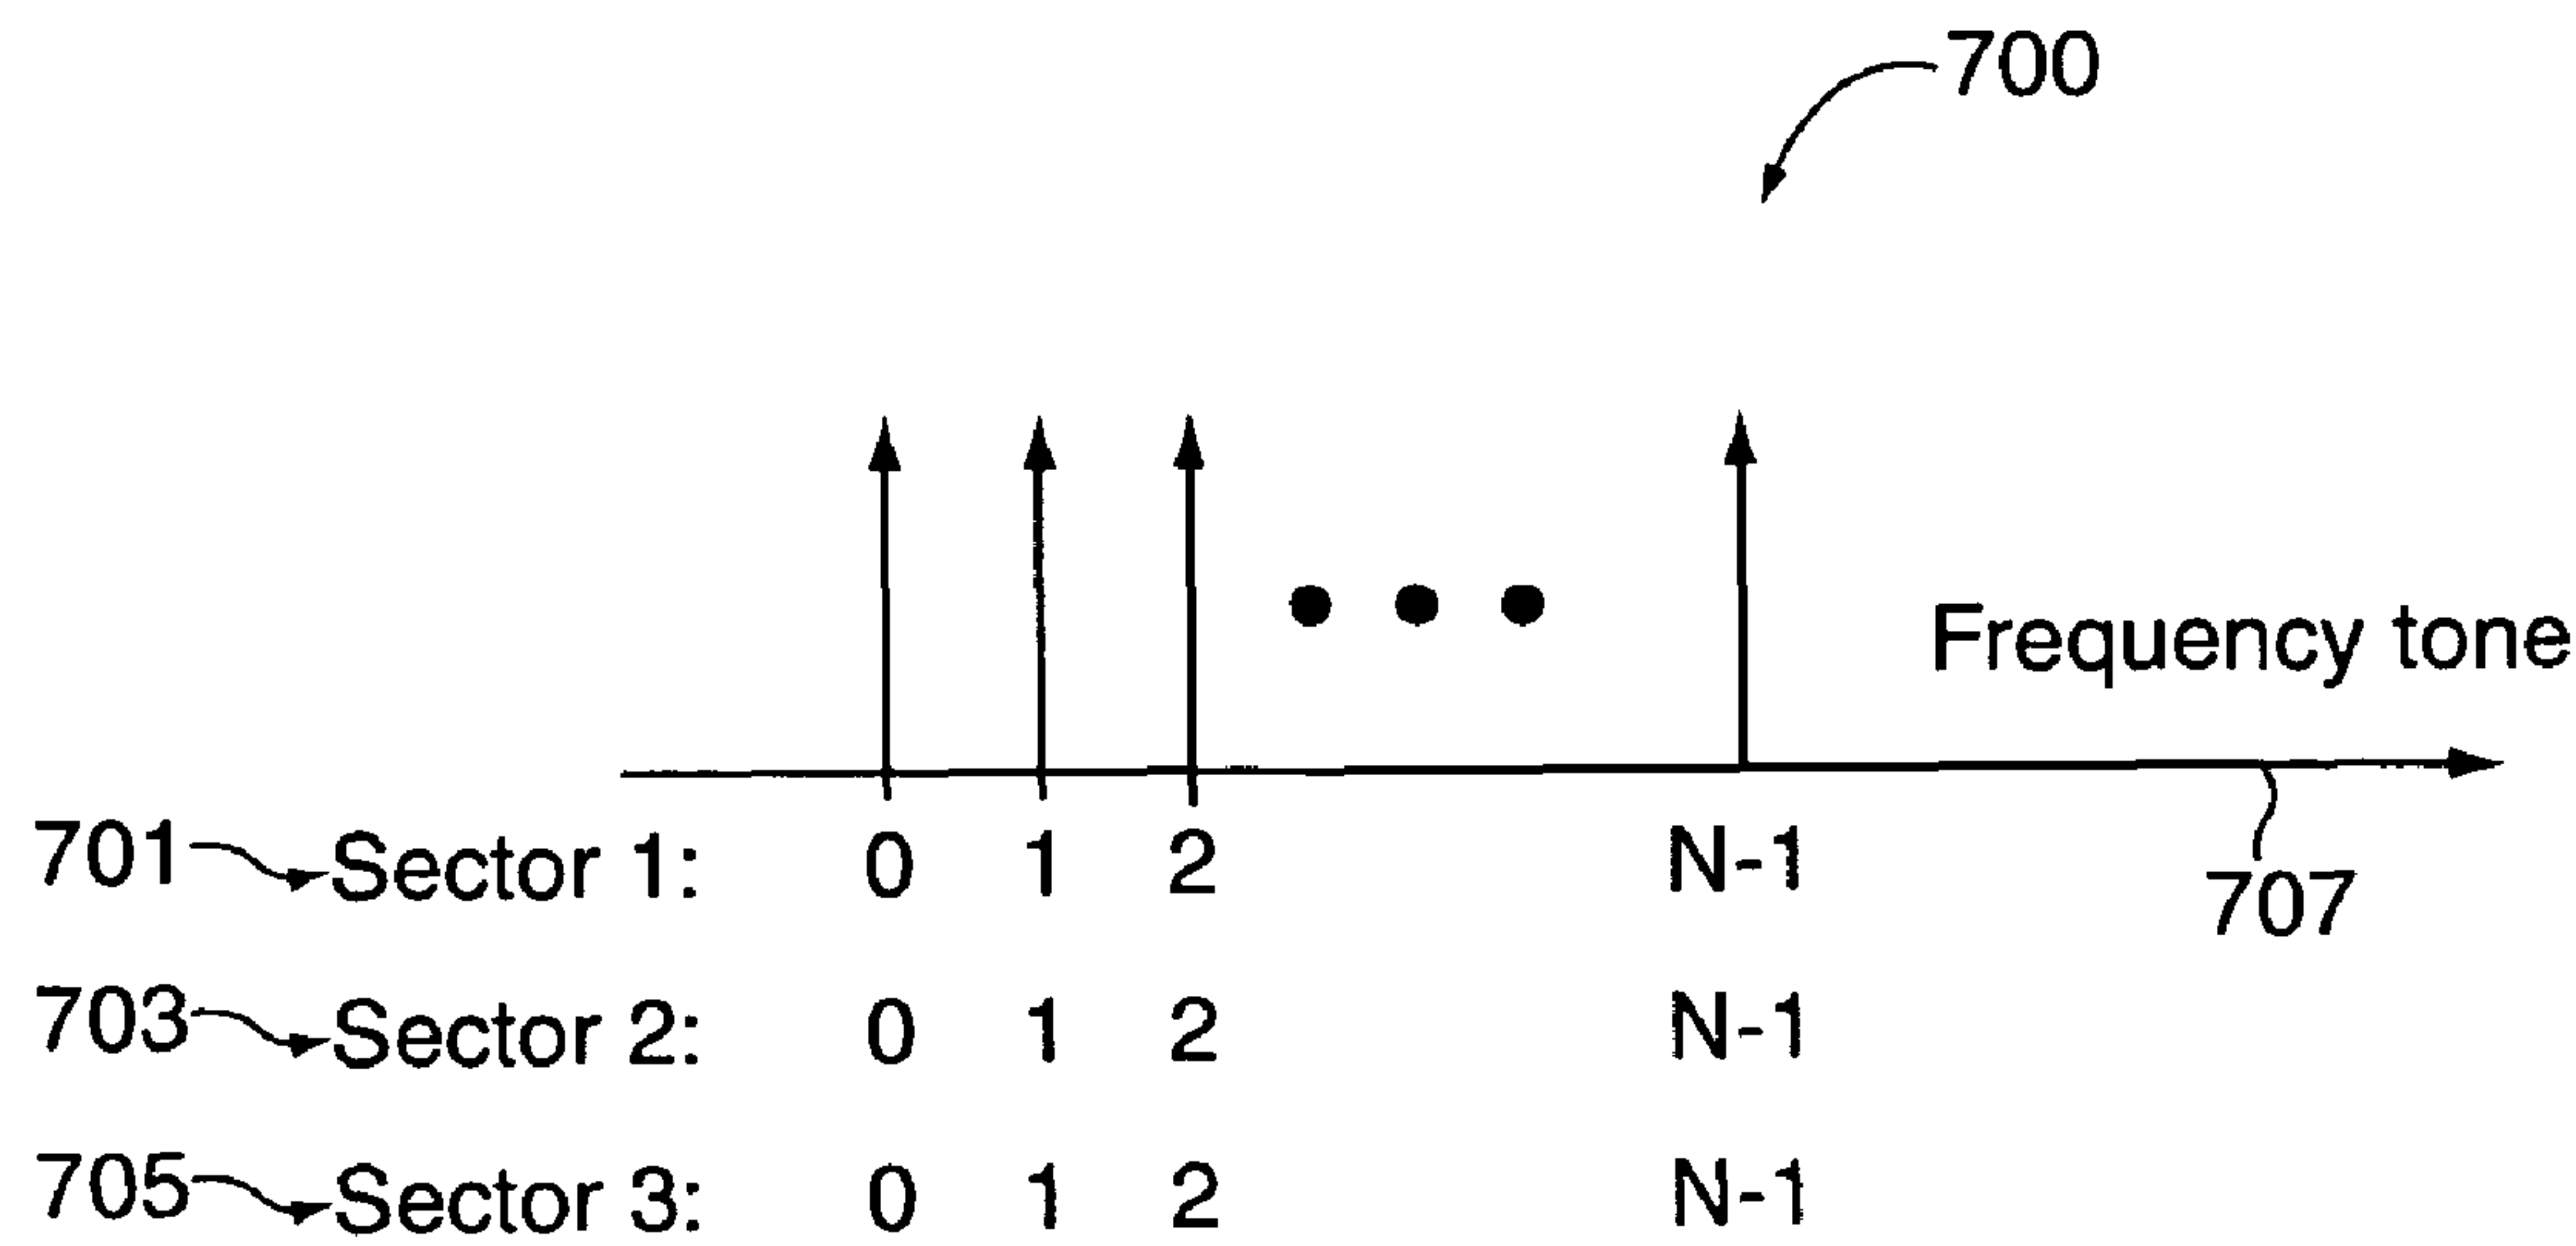 700
Frequency tone
701 Sector 1: 0 1 2 N-1
707
703 Sector 2: 0 1 2 N-1
705 Sector 3: 0 1 2 N-1